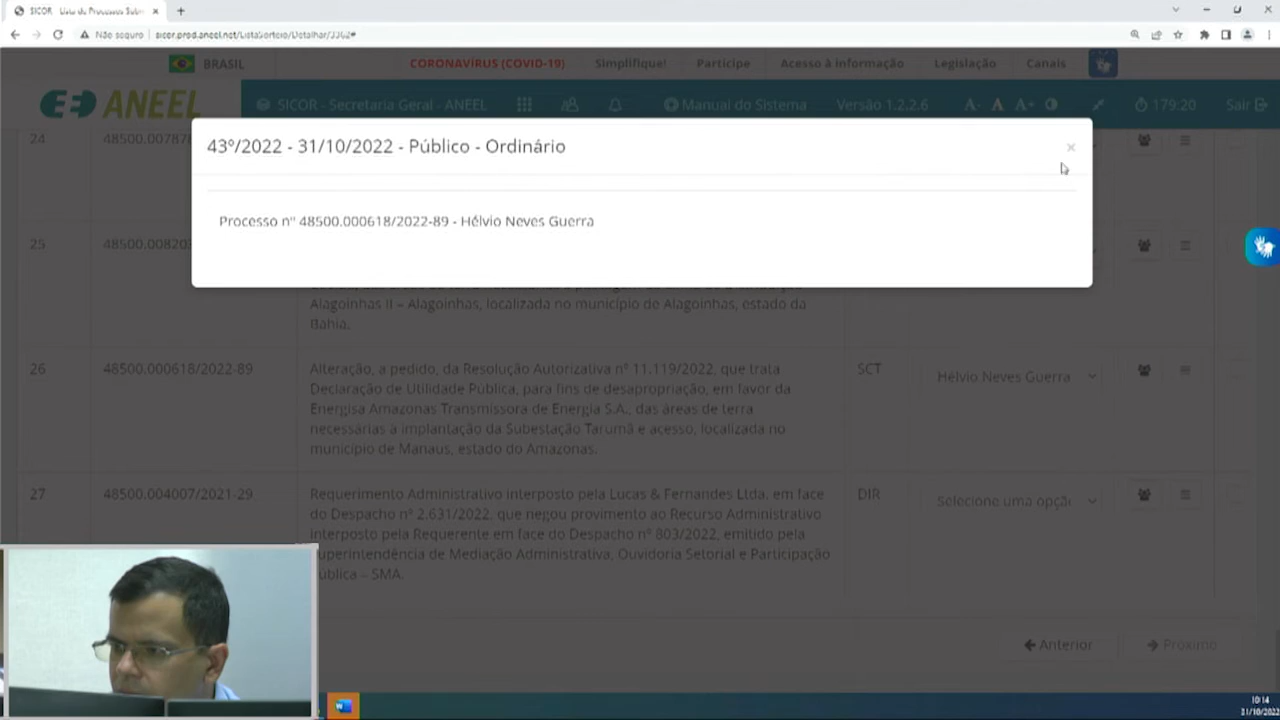 SICOR - Lista de Processos Sub
Não seguro | sicor.prod.aneel.net/ListaSorteio/Detalhar/3362#
BRASIL
CORONAVÍRUS (COVID-19)
Simplifique!
Participe
Acesso à informação
Legislação
Canais
ANEEL
SICOR - Secretaria Geral - ANEEL
Manual do Sistema
Versão 1.2.2.6
A-
A
A+
179:20
Sair
43º/2022 - 31/10/2022 - Público - Ordinário
×
Processo nº 48500.000618/2022-89 - Hélvio Neves Guerra
24
48500.00787
25
48500.00820
Alagoinhas II – Alagoinhas, localizada no município de Alagoinhas, estado da
Bahia.
26
48500.000618/2022-89
Alteração, a pedido, da Resolução Autorizativa nº 11.119/2022, que trata
Declaração de Utilidade Pública, para fins de desapropriação, em favor da
Energisa Amazonas Transmissora de Energia S.A., das áreas de terra
necessárias à implantação da Subestação Tarumã e acesso, localizada no
município de Manaus, estado do Amazonas.
SCT
Hélvio Neves Guerra
27
48500.004007/2021-29
Requerimento Administrativo interposto pela Lucas & Fernandes Ltda. em face
do Despacho nº 2.631/2022, que negou provimento ao Recurso Administrativo
interposto pela Requerente em face do Despacho nº 803/2022, emitido pela
uperintendência de Mediação Administrativa, Ouvidoria Setorial e Participação
ública – SMA.
DIR
Selecione uma opçã
Anterior
Próximo
10:14
31/10/2022